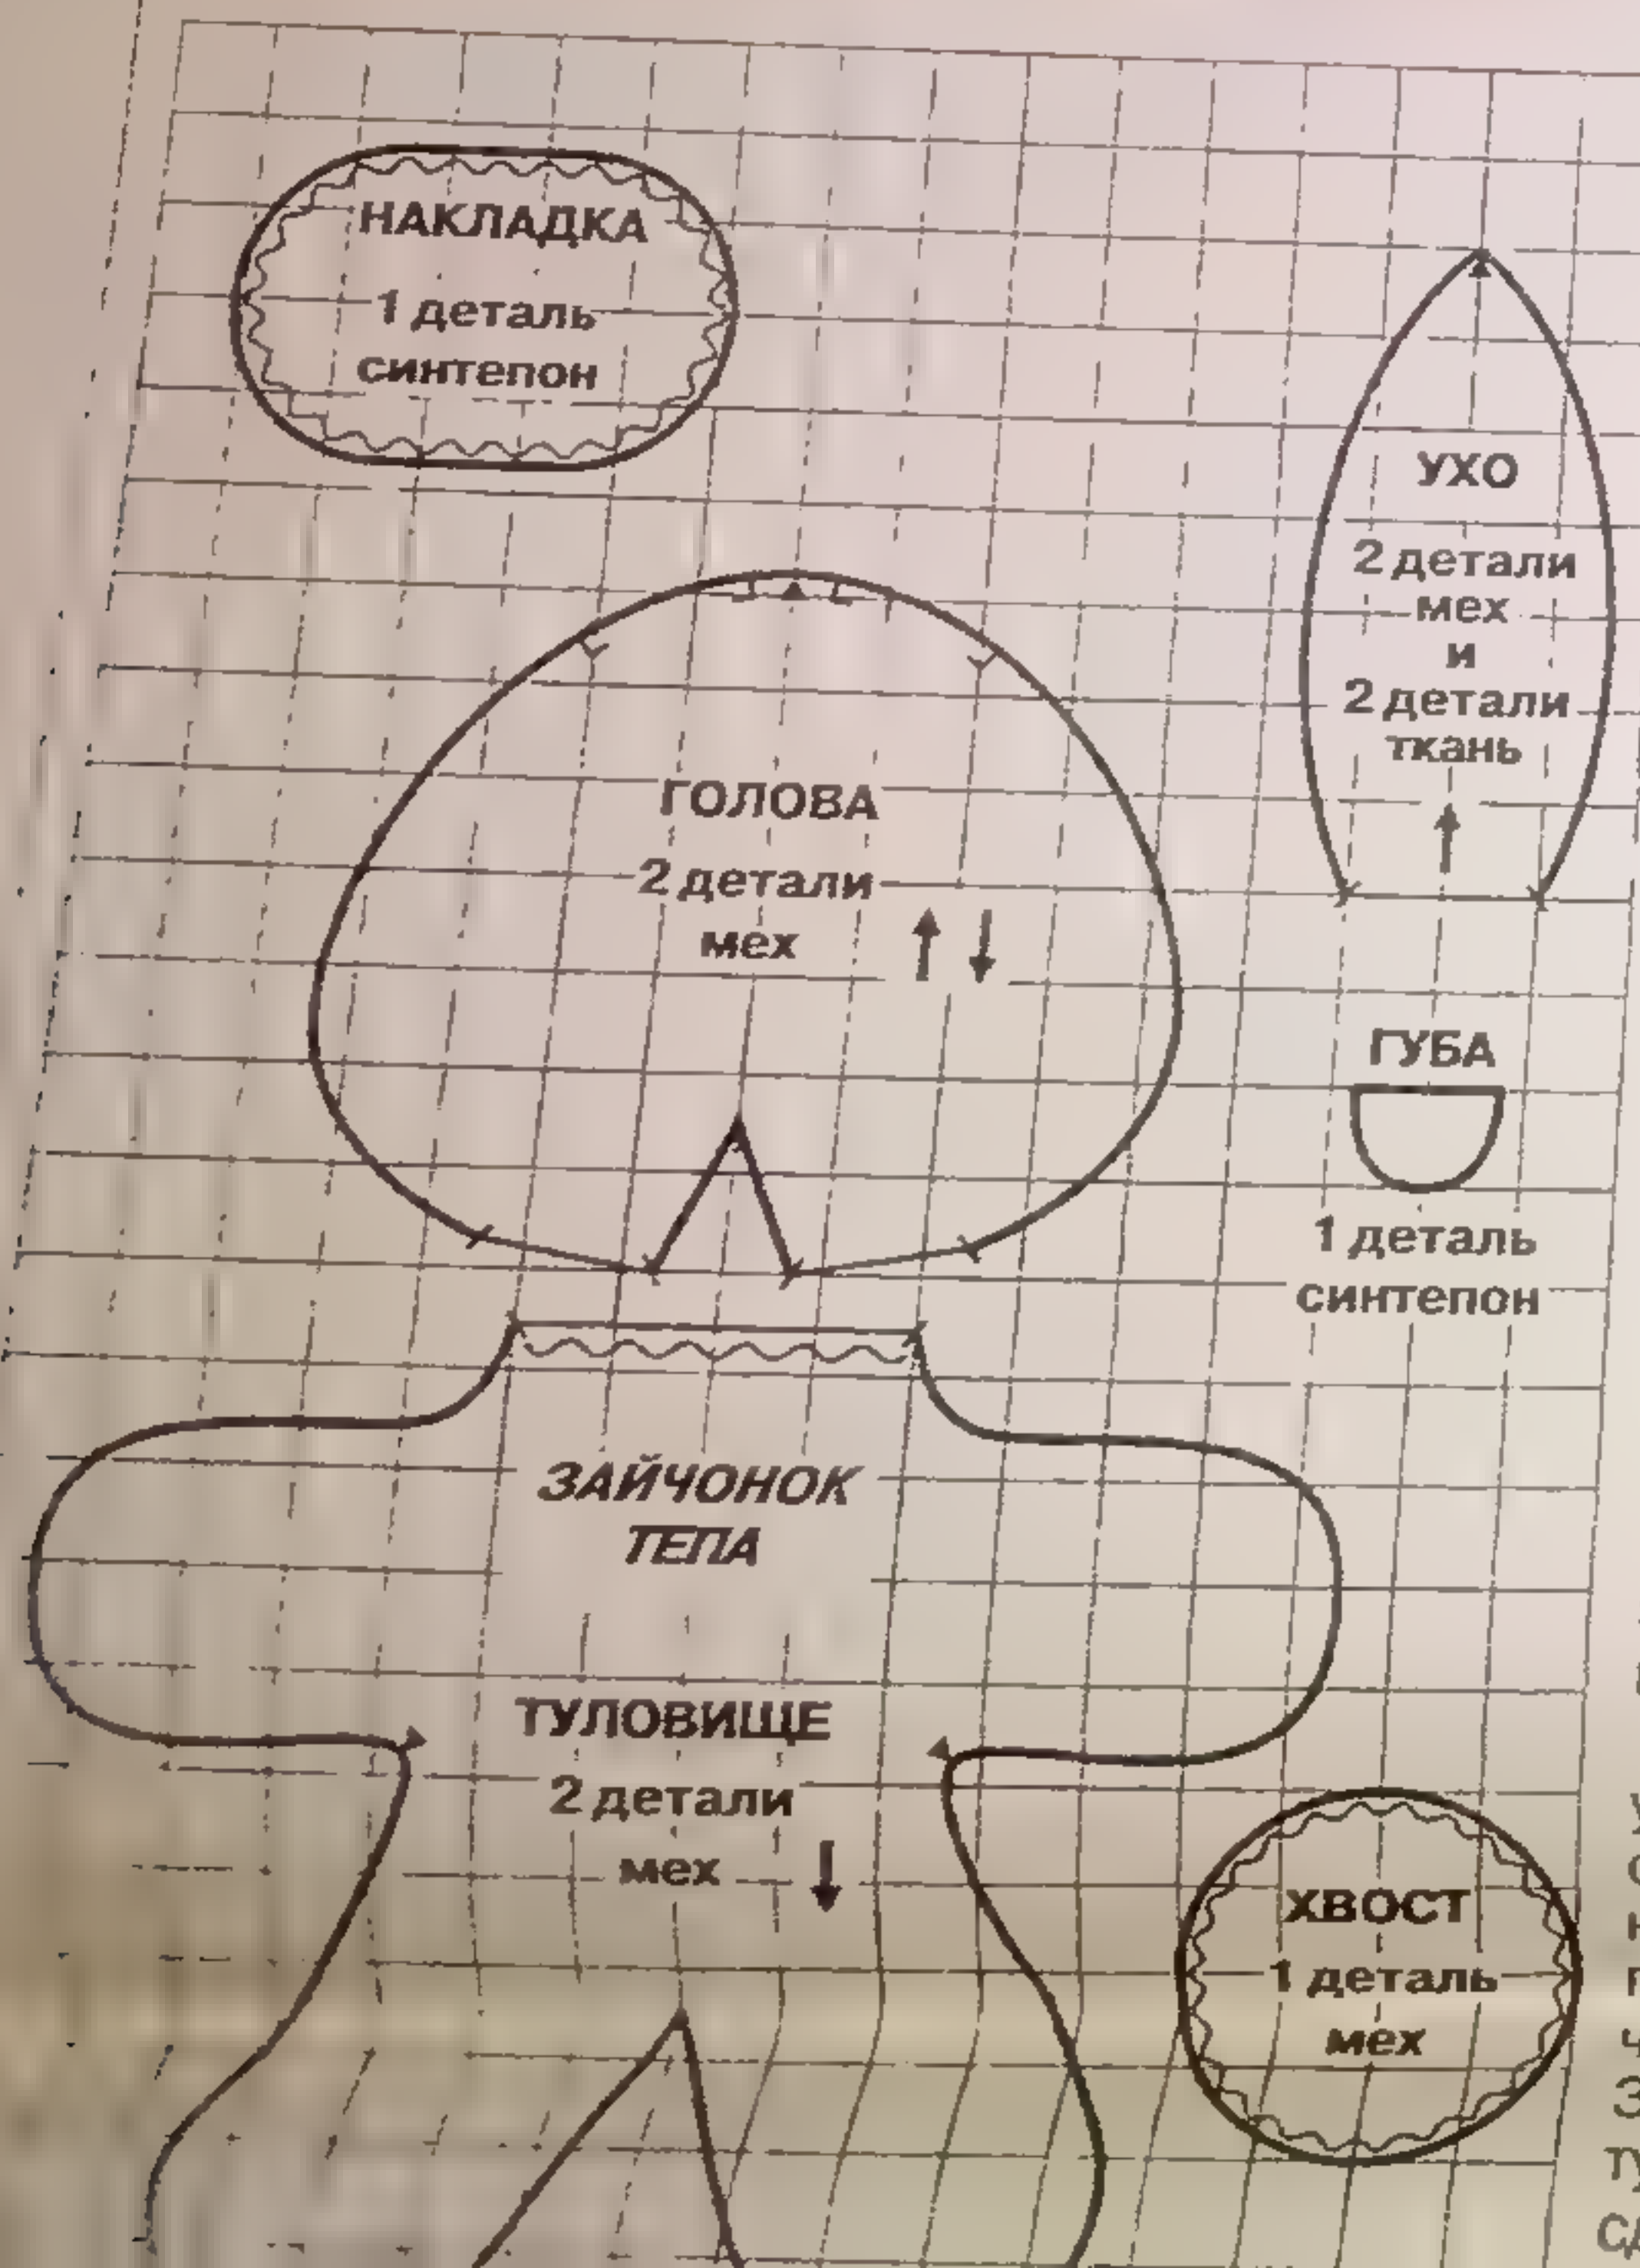 НАКЛАДКА
1 деталь
синтепон
УХО
2 детали
мех
и
2 детали
ткань
ГОЛОВА
2 детали
мех
ГУБА
1 деталь
синтепон
ЗАЙЧОНОК
ТЕПА
ТУЛОВИЩЕ
2 детали
мех
ХВОСТ
1 деталь
мех